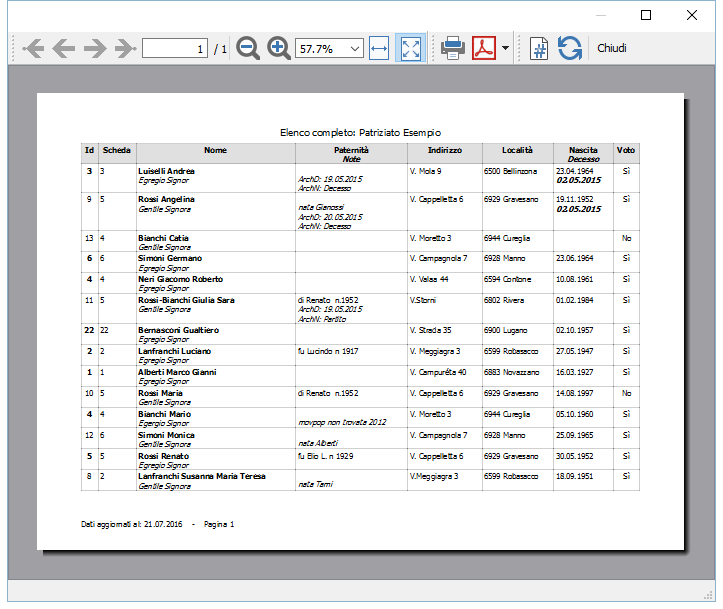 1 / 1 57.7% Chiudi
Elenco completo: Patriziato Esempio
Id Scheda Nome Paternità Indirizzo Località Nascita Voto
Note Decesso
3 3 Luiselli Andrea V. Mola 9 6500 Bellinzona 23.04.1964 Sì
Egregio Signor ArchD: 19.05.2015 02.05.2015
ArchN: Decesso
9 5 Rossi Angelina V. Cappelletta 6 6929 Gravesano 19.11.1952 Sì
Gentile Signora nata Gianossi 02.05.2015
ArchD: 20.05.2015
ArchN: Decesso
13 4 Bianchi Catia V. Moretto 3 6944 Cureglia No
Gentile Signora
6 6 Simoni Germano V. Campagnola 7 6928 Manno 23.06.1964 Sì
Egregio Signor
4 4 Neri Giacomo Roberto V. Valaa 44 6594 Contone 10.08.1961 Sì
Egregio Signor
11 5 Rossi-Bianchi Giulia Sara di Renato n.1952 V.Storni 6802 Rivera 01.02.1984 Sì
Gentile Signora ArchD: 19.05.2015
ArchN: Partito
22 22 Bernasconi Gualtiero V. Strada 35 6900 Lugano 02.10.1957 Sì
Egregio Signor
2 2 Lanfranchi Luciano fu Lucindo n 1917 V. Meggiagra 3 6599 Robasacco 27.05.1947 Sì
Egregio Signor
1 1 Alberti Marco Gianni V. Campuréta 40 6883 Novazzano 16.03.1927 Sì
Egregio Signor
10 5 Rossi Maria di Renato n.1952 V. Cappelletta 6 6929 Gravesano 14.08.1997 No
Gentile Signora
4 4 Bianchi Mario V. Moretto 3 6944 Cureglia 05.10.1960 Sì
Egergio Signor movpop non trovata 2012
12 6 Simoni Monica V. Campagnola 7 6928 Manno 25.09.1965 Sì
Gentile Signora nata Alberti
5 5 Rossi Renato fu Elio L. n 1929 V. Cappelletta 6 6929 Gravesano 30.05.1952 Sì
Egregio Signor
8 2 Lanfranchi Susanna Maria Teresa V.Meggiagra 3 6599 Robasacco 18.09.1951 Sì
Gentile Signora nata Tami
Dati aggiornati al: 21.07.2016 - Pagina 1